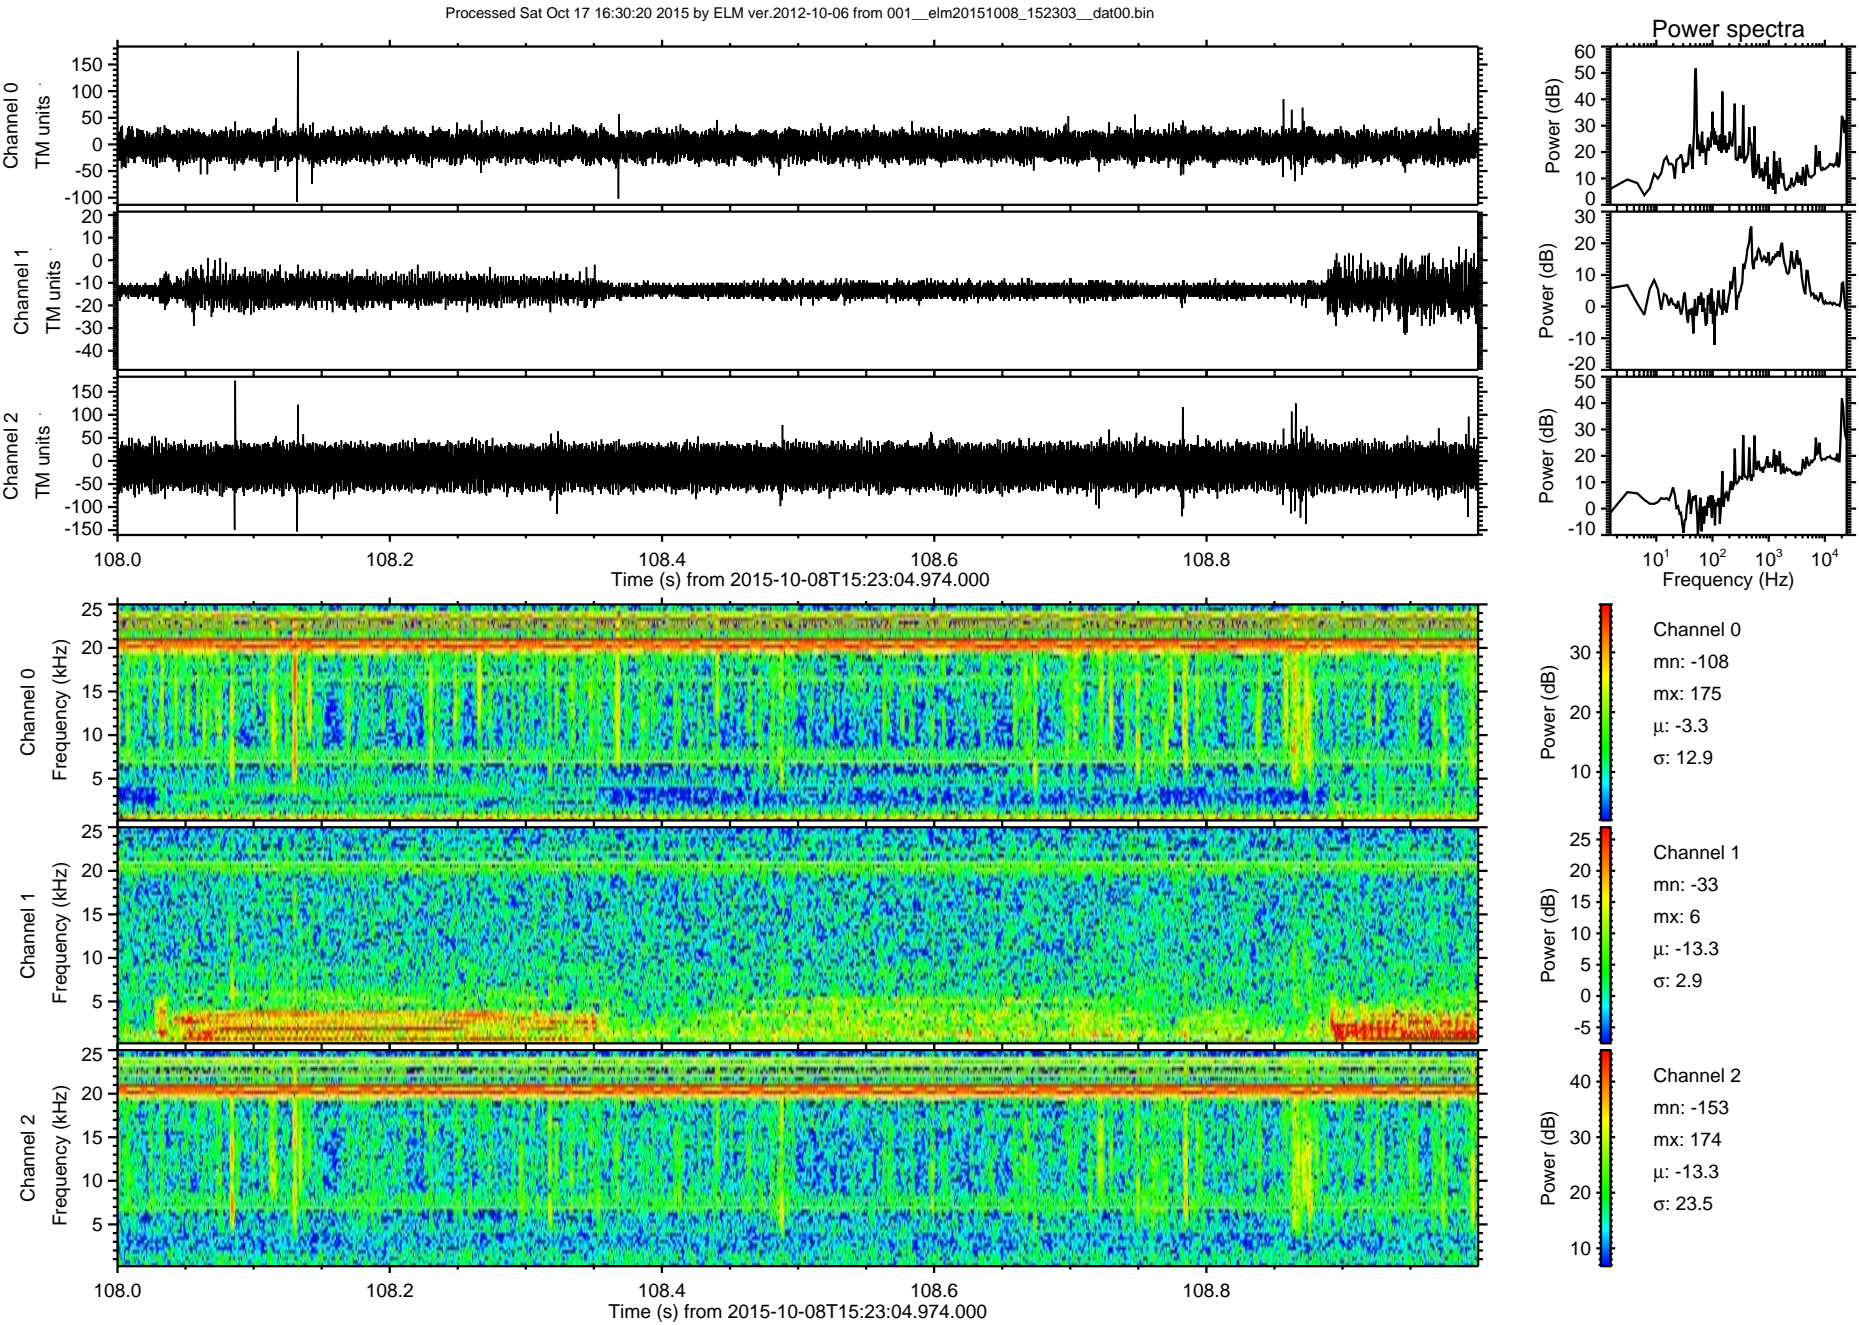 Processed Sat Oct 17 16:30:20 2015 by ELM ver.2012-10-06 from 001__elm20151008_152303__dat00.bin
Power spectra
Channel 0
TM units
150
100
50
0
-50
-100
Power (dB)
60
50
40
30
20
10
0
Channel 1
TM units
20
10
0
-10
-20
-30
-40
Power (dB)
30
20
10
0
-10
-20
Channel 2
TM units
150
100
50
0
-50
-100
-150
Power (dB)
50
40
30
20
10
0
-10
108.0 108.2 108.4 108.6 108.8
Time (s) from 2015-10-08T15:23:04.974.000
10¹ 10² 10³ 10⁴
Frequency (Hz)
Channel 0
Frequency (kHz)
25
20
15
10
5
Power (dB)
30
20
10
Channel 0
mn: -108
mx: 175
μ: -3.3
σ: 12.9
Channel 1
Frequency (kHz)
25
20
15
10
5
Power (dB)
25
20
15
10
5
0
-5
Channel 1
mn: -33
mx: 6
μ: -13.3
σ: 2.9
Channel 2
Frequency (kHz)
25
20
15
10
5
Power (dB)
40
30
20
10
Channel 2
mn: -153
mx: 174
μ: -13.3
σ: 23.5
108.0 108.2 108.4 108.6 108.8
Time (s) from 2015-10-08T15:23:04.974.000